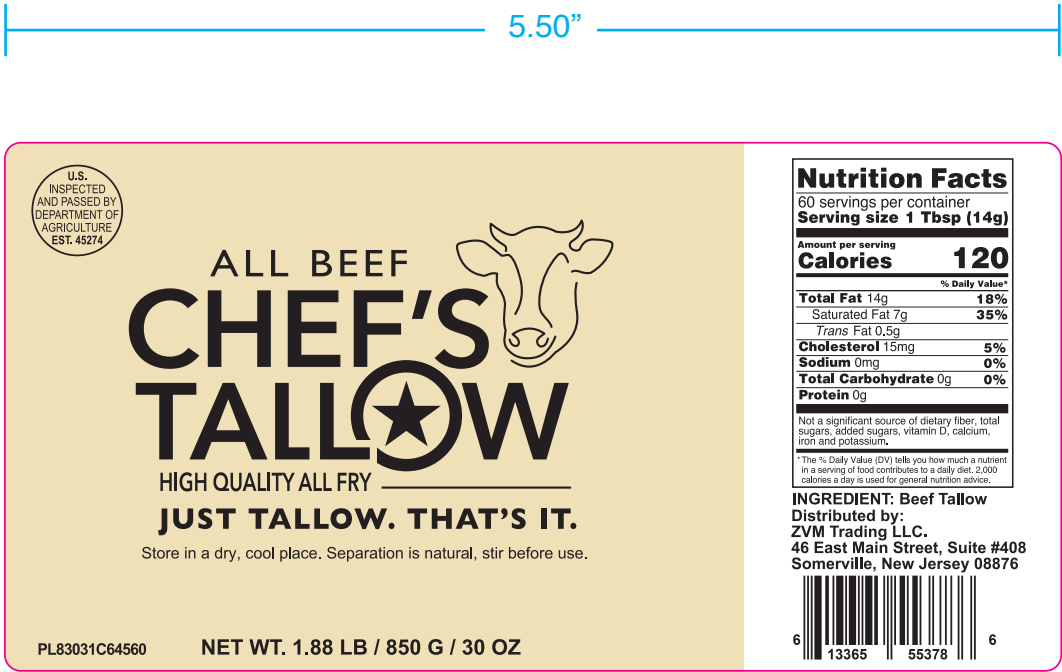 5.50”
U.S.
INSPECTED
AND PASSED BY
DEPARTMENT OF
AGRICULTURE
EST. 45274
ALL BEEF
CHEF'S
TALLOW
HIGH QUALITY ALL FRY
JUST TALLOW. THAT'S IT.
Store in a dry, cool place. Separation is natural, stir before use.
PL83031C64560
NET WT. 1.88 LB / 850 G / 30 OZ
Nutrition Facts
60 servings per container
Serving size 1 Tbsp (14g)
Amount per serving
Calories 120
% Daily Value*
Total Fat 14g 18%
Saturated Fat 7g 35%
Trans Fat 0.5g
Cholesterol 15mg 5%
Sodium 0mg 0%
Total Carbohydrate 0g 0%
Protein 0g
Not a significant source of dietary fiber, total
sugars, added sugars, vitamin D, calcium,
iron and potassium.
* The % Daily Value (DV) tells you how much a nutrient
in a serving of food contributes to a daily diet. 2,000
calories a day is used for general nutrition advice.
INGREDIENT: Beef Tallow
Distributed by:
ZVM Trading LLC.
46 East Main Street, Suite #408
Somerville, New Jersey 08876
6 13365 55378 6